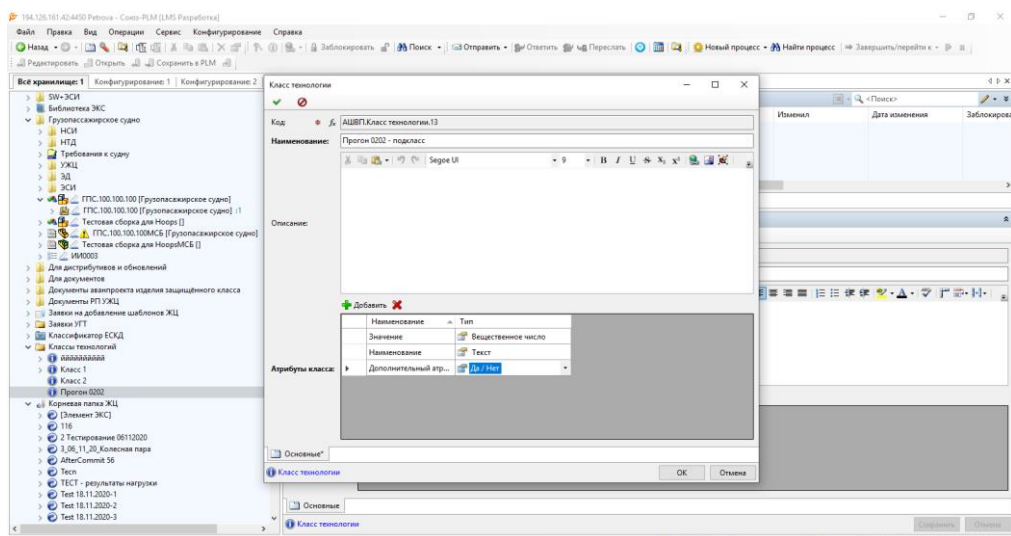 194.126.161.42:4450 Petrova - Союз-PLM [LMS Разработка]
Файл Правка Вид Операции Сервис Конфигурирование Справка
Назад Заблокировать Поиск Отправить Ответить Переслать Новый процесс Найти процесс Завершить/перейти к
Редактировать Открыть Сохранить в PLM
Всё хранилище: 1 Конфигурирование: 1 Конфигурирование: 2
SW+ЭСИ
Библиотека ЭКС
Грузопассажирское судно
НСИ
НТД
Требования к судну
УЖЦ
ЭД
ЭСИ
ГПС.100.100.100 [Грузопасажирское судно]
ГПС.100.100.100 [Грузопасажирское судно] :1
Тестовая сборка для Hoops []
ГПС.100.100.100МСБ [Грузопасажирское судно]
Тестовая сборка для HoopsМСБ []
ИИ0003
Для дистрибутивов и обновлений
Для документов
Документы аванпроекта изделия защищённого класса
Документы РП УЖЦ
Заявки на добавление шаблонов ЖЦ
Заявки УГТ
Классификатор ЕСКД
Классы технологий
Класс 1
Класс 2
Прогон 0202
Корневая папка ЖЦ
[Элемент ЭКС]
116
2 Тестирование 06112020
3_06_11_20_Колесная пара
AfterCommit 56
Тесп
ТЕСТ - результаты нагрузки
Test 18.11.2020-1
Test 18.11.2020-2
Test 18.11.2020-3
Класс технологии
Код: АШВП.Класс технологии.13
Наименование: Прогон 0202 - подкласс
Segoe UI 9 B I U S X₂ x²
Описание:
Добавить
Наименование Тип
Значение Вещественное число
Наименование Текст
Атрибуты класса: Дополнительный атр... Да / Нет
Основные*
Класс технологии ОК Отмена
<Поиск>
Изменил Дата изменения Заблокирова
Основные
Класс технологии Сохранить Отмена